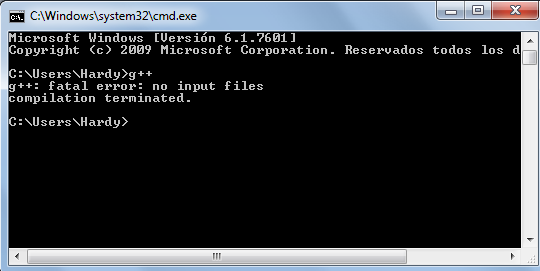 C:\Windows\system32\cmd.exe
Microsoft Windows [Versión 6.1.7601]
Copyright (c) 2009 Microsoft Corporation. Reservados todos los d
C:\Users\Hardy>g++
g++: fatal error: no input files
compilation terminated.
C:\Users\Hardy>